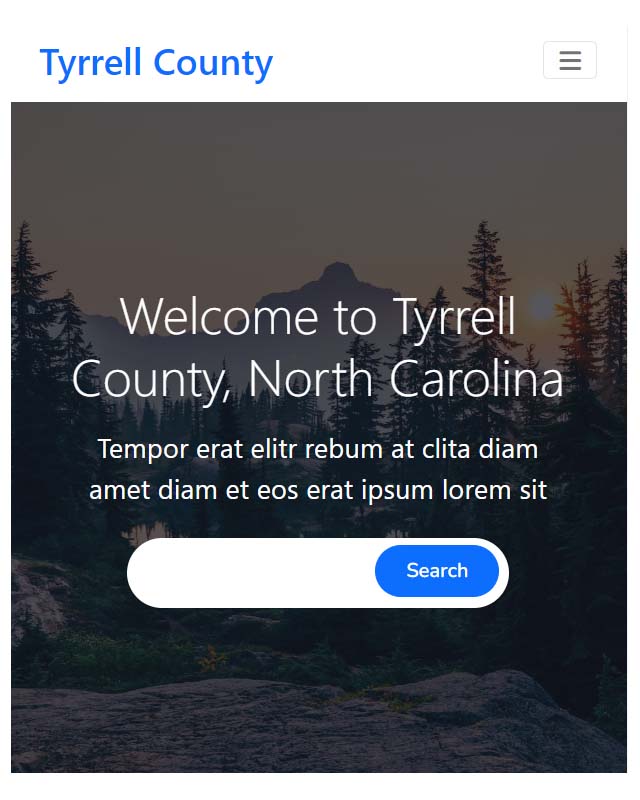 Tyrrell County
Welcome to Tyrrell
County, North Carolina
Tempor erat elitr rebum at clita diam
amet diam et eos erat ipsum lorem sit
Search